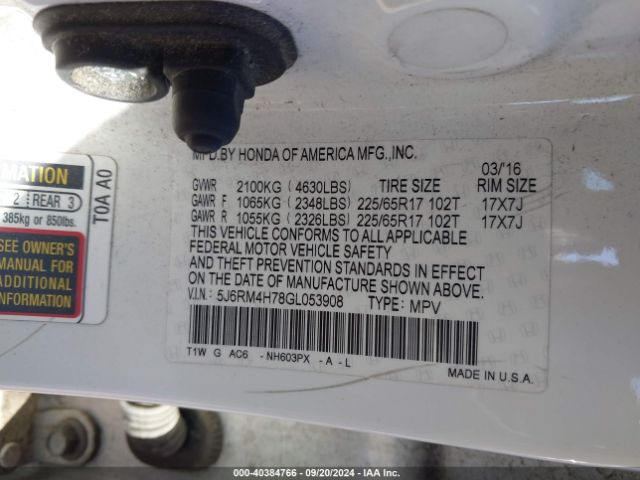 MFD.BY HONDA OF AMERICA MFG.,INC.
03/'16
GVWR 2100KG ( 4630LBS) TIRE SIZE RIM SIZE
GAWR F 1065KG ( 2348LBS) 225/65R17 102T 17X7J
GAWR R 1055KG ( 2326LBS) 225/65R17 102T 17X7J
THIS VEHICLE CONFORMS TO ALL APPLICABLE
FEDERAL MOTOR VEHICLE SAFETY
AND THEFT PREVENTION STANDARDS IN EFFECT
ON THE DATE OF MANUFACTURE SHOWN ABOVE.
V.I.N.: 5J6RM4H78GL053908 TYPE: MPV
T1W G AC6 - NH603PX - A - L
MADE IN U.S.A.
2 REAR 3
385kg or 850lbs.
SEE OWNER'S
MANUAL FOR
ADDITIONAL
T0A A0
000-40384766 - 09/20/2024 - IAA Inc.